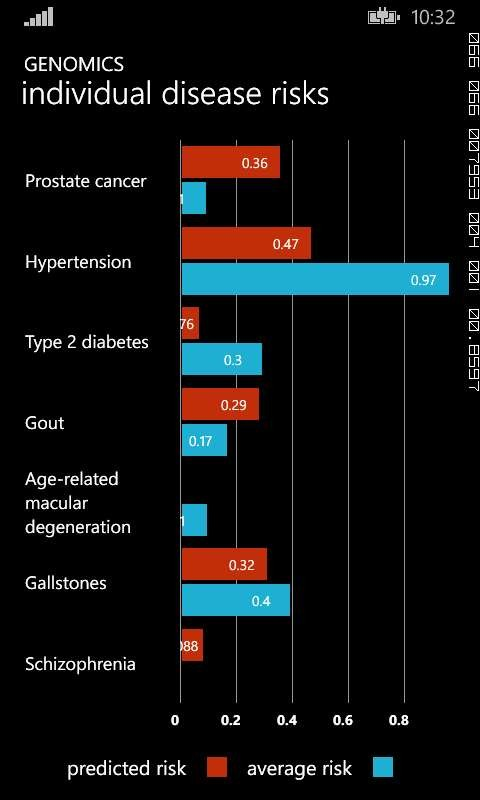 10:32
GENOMICS
individual disease risks
Prostate cancer
0.36
Hypertension
0.47
0.97
Type 2 diabetes
76
0.3
Gout
0.29
0.17
Age-related
macular
degeneration
Gallstones
0.32
0.4
Schizophrenia
88
0 0.2 0.4 0.6 0.8
predicted risk average risk